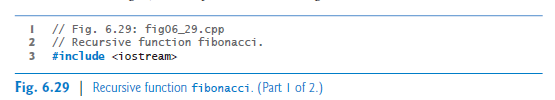 1 // Fig. 6.29: fig06_29.cpp
2 // Recursive function fibonacci.
3 #include <iostream>
Fig. 6.29 | Recursive function fibonacci. (Part 1 of 2.)